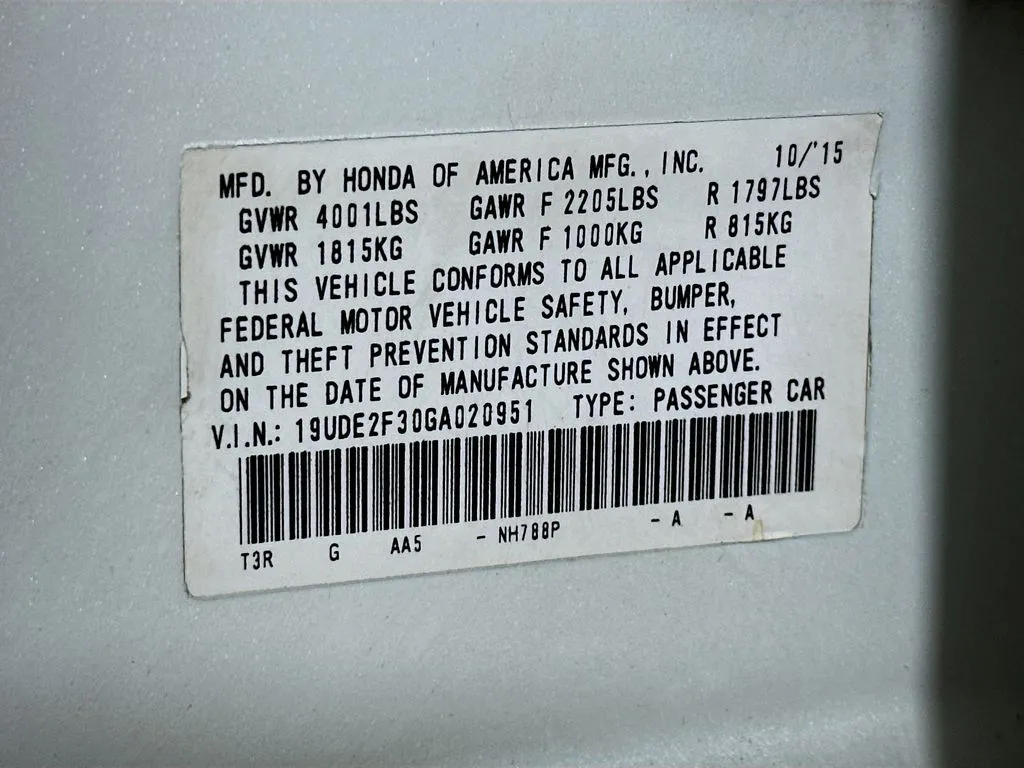 MFD. BY HONDA OF AMERICA MFG., INC. 10/'15
GVWR 4001LBS GAWR F 2205LBS R 1797LBS
GVWR 1815KG GAWR F 1000KG R 815KG
THIS VEHICLE CONFORMS TO ALL APPLICABLE
FEDERAL MOTOR VEHICLE SAFETY, BUMPER,
AND THEFT PREVENTION STANDARDS IN EFFECT
ON THE DATE OF MANUFACTURE SHOWN ABOVE.
V.I.N.: 19UDE2F30GA020951 TYPE: PASSENGER CAR
T3R G AA5 - NH788P - A - A